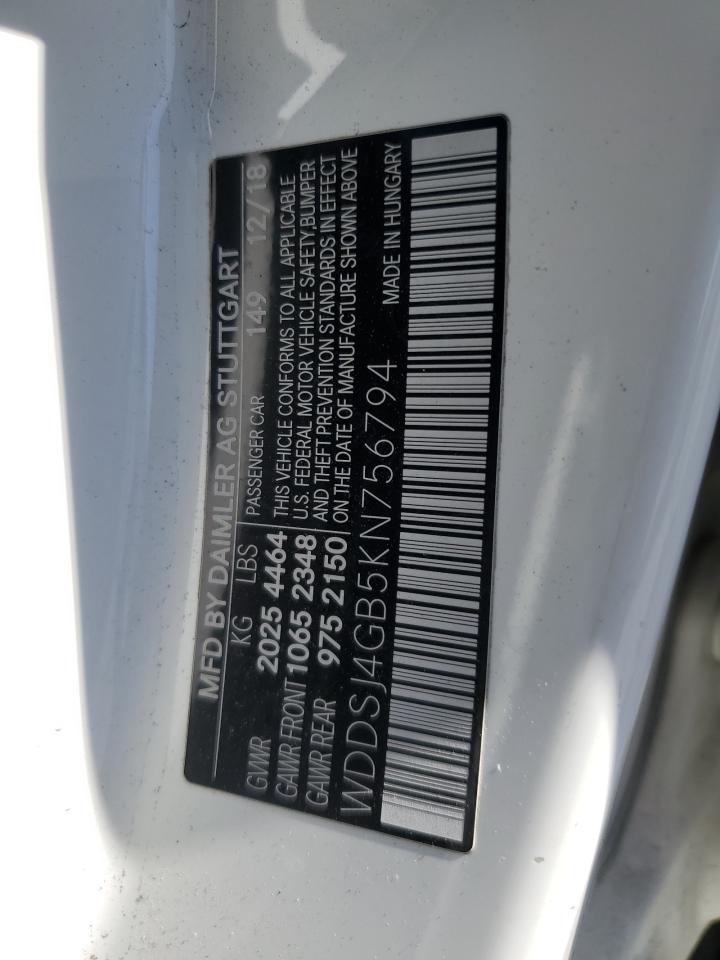 MFD BY DAIMLER AG STUTTGART
KG LBS PASSENGER CAR 149 12/18
GVWR 2025 4464 THIS VEHICLE CONFORMS TO ALL APPLICABLE
GAWR FRONT 1065 2348 U.S. FEDERAL MOTOR VEHICLE SAFETY,BUMPER
GAWR REAR 975 2150 AND THEFT PREVENTION STANDARDS IN EFFECT
ON THE DATE OF MANUFACTURE SHOWN ABOVE
WDDSJ4GB5KN756794 MADE IN HUNGARY